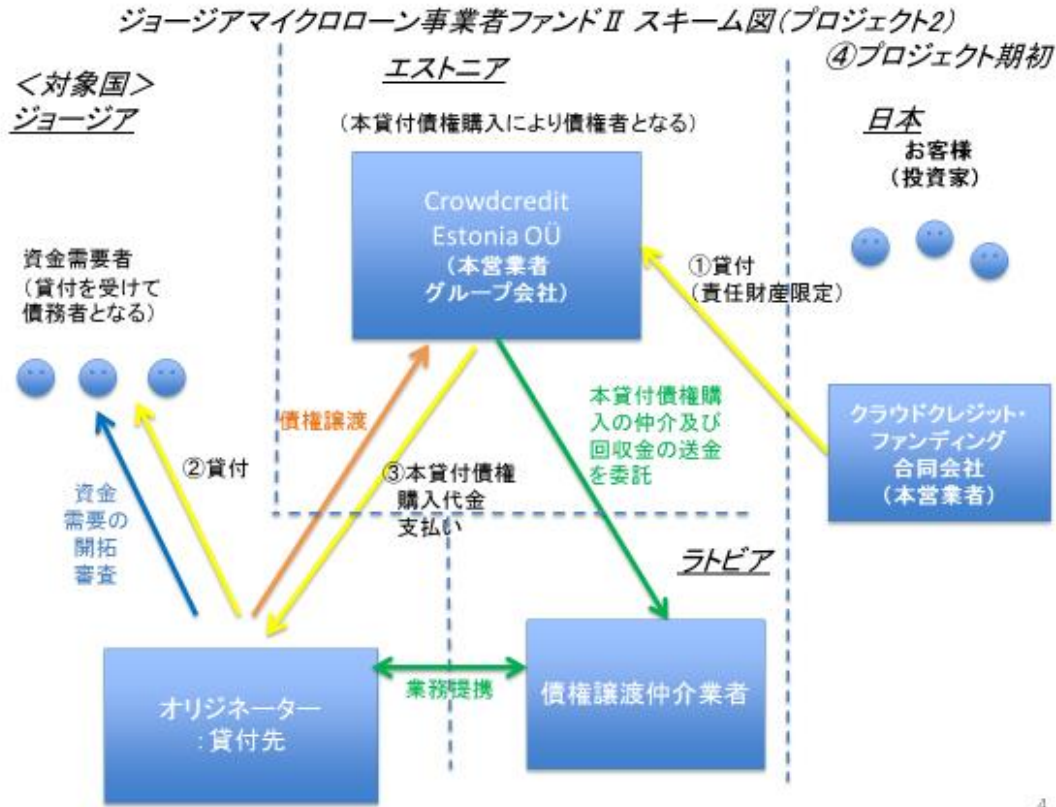 ジョージアマイクロローン事業者ファンドⅡ スキーム図(プロジェクト2)
④プロジェクト期初
<対象国>
ジョージア
エストニア
(本貸付債権購入により債権者となる)
日本
お客様
(投資家)
Crowdcredit
Estonia OÜ
(本営業者
グループ会社)
資金需要者
(貸付を受けて
債務者となる)
①貸付
(責任財産限定)
クラウドクレジット・
ファンディング
合同会社
(本営業者)
債権譲渡
本貸付債権購
入の仲介及び
回収金の送金
を委託
②貸付
③本貸付債権
購入代金
支払い
資金
需要の
開拓
審査
ラトビア
オリジネーター
:貸付先
業務提携
債権譲渡仲介業者
4